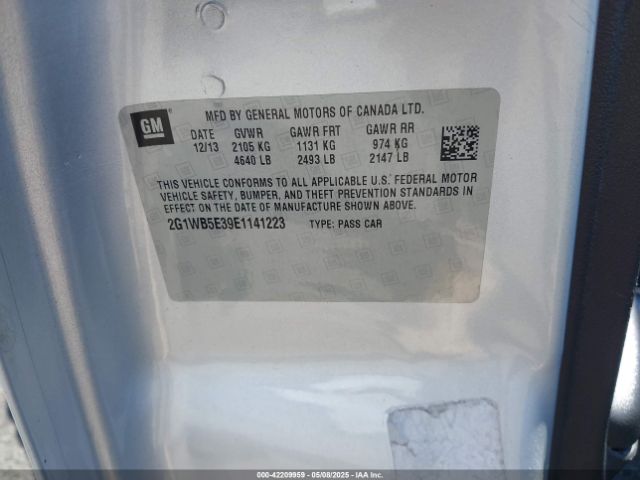 GM
MFD BY GENERAL MOTORS OF CANADA LTD.
DATE GVWR GAWR FRT GAWR RR
12/13 2105 KG 1131 KG 974 KG
4640 LB 2493 LB 2147 LB
THIS VEHICLE CONFORMS TO ALL APPLICABLE U.S. FEDERAL MOTOR
VEHICLE SAFETY, BUMPER, AND THEFT PREVENTION STANDARDS IN
EFFECT ON THE DATE OF MANUFACTURE SHOWN ABOVE.
2G1WB5E39E1141223 TYPE: PASS CAR
000-42209959 - 05/08/2025 - IAAI.COM